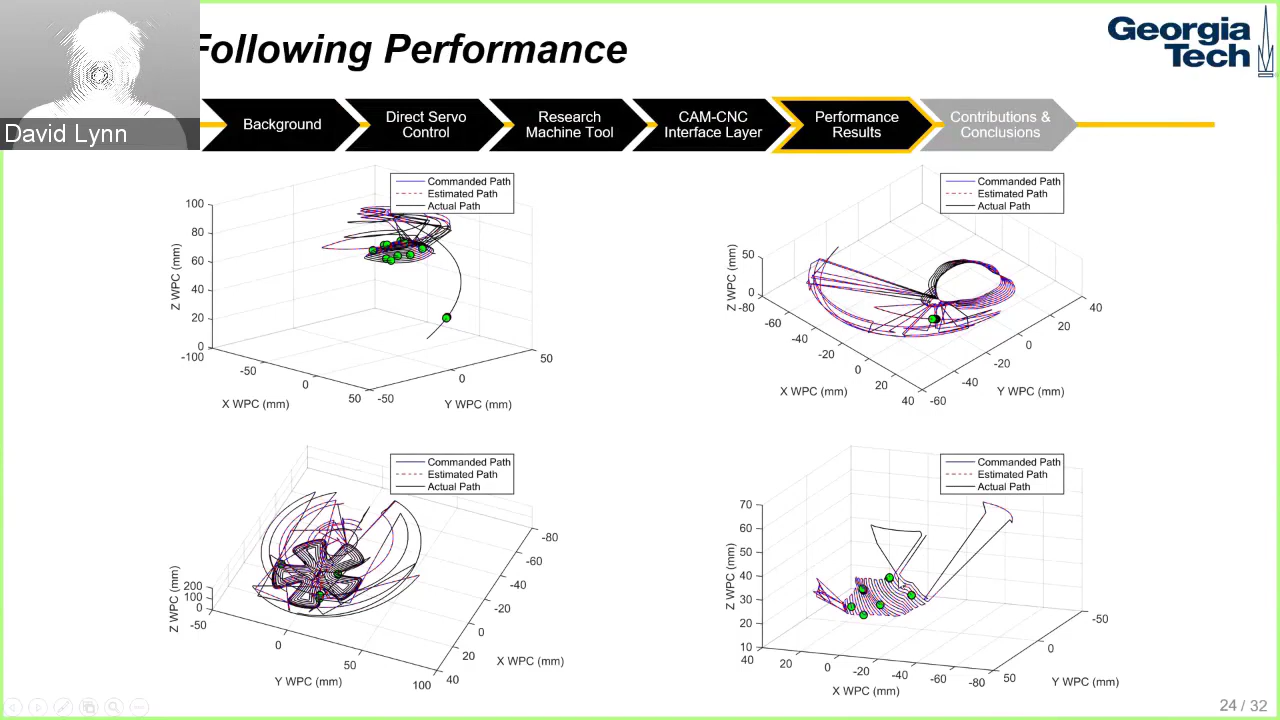 Following Performance
Georgia
Tech
David Lynn
Background
Direct Servo
Control
Research
Machine Tool
CAM-CNC
Interface Layer
Performance
Results
Contributions &
Conclusions
Commanded Path
Estimated Path
Actual Path
100
80
60
40
20
0
Z WPC (mm)
-100
-50
0
50
X WPC (mm)
-50
0
50
Y WPC (mm)
Commanded Path
Estimated Path
Actual Path
50
0
Z WPC (mm)
-80
-60
-40
-20
0
20
40
X WPC (mm)
-60
-40
-20
0
20
40
Y WPC (mm)
Commanded Path
Estimated Path
Actual Path
200
100
0
Z WPC (mm)
-50
0
50
100
Y WPC (mm)
-80
-60
-40
-20
0
20
40
X WPC (mm)
Commanded Path
Estimated Path
Actual Path
70
60
50
40
30
20
10
Z WPC (mm)
40
20
0
-20
-40
-60
-80
X WPC (mm)
-50
0
50
Y WPC (mm)
24 / 32